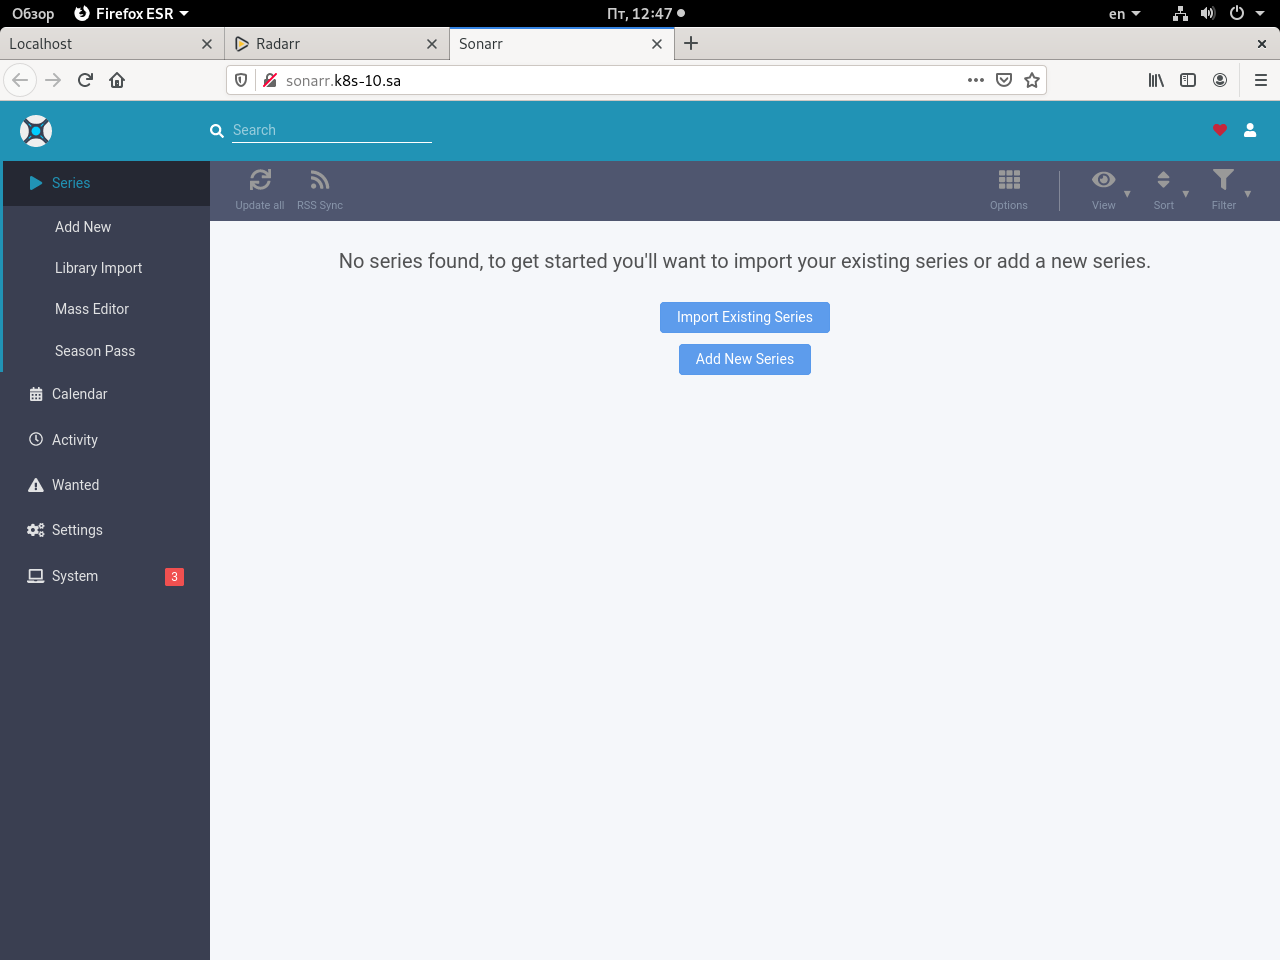 Обзор Firefox ESR Пт, 12:47 en
Localhost Radarr Sonarr
sonarr.k8s-10.sa
Search
Series
Update all RSS Sync Options View Sort Filter
Add New
No series found, to get started you'll want to import your existing series or add a new series.
Library Import
Mass Editor
Import Existing Series
Season Pass
Add New Series
Calendar
Activity
Wanted
Settings
System 3